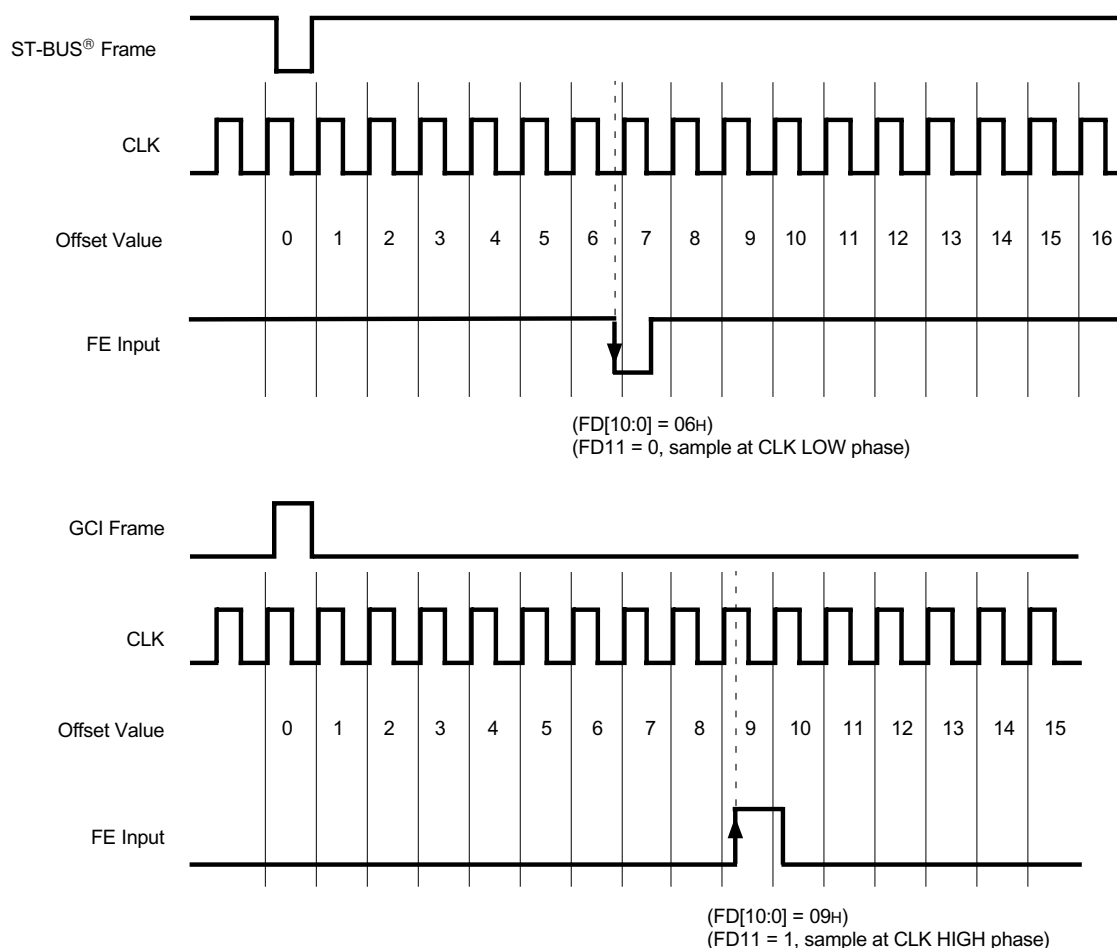 ST-BUS® Frame
CLK
Offset Value 0 1 2 3 4 5 6 7 8 9 10 11 12 13 14 15 16
FE Input
(FD[10:0] = 06H)
(FD11 = 0, sample at CLK LOW phase)
GCI Frame
CLK
Offset Value 0 1 2 3 4 5 6 7 8 9 10 11 12 13 14 15
FE Input
(FD[10:0] = 09H)
(FD11 = 1, sample at CLK HIGH phase)